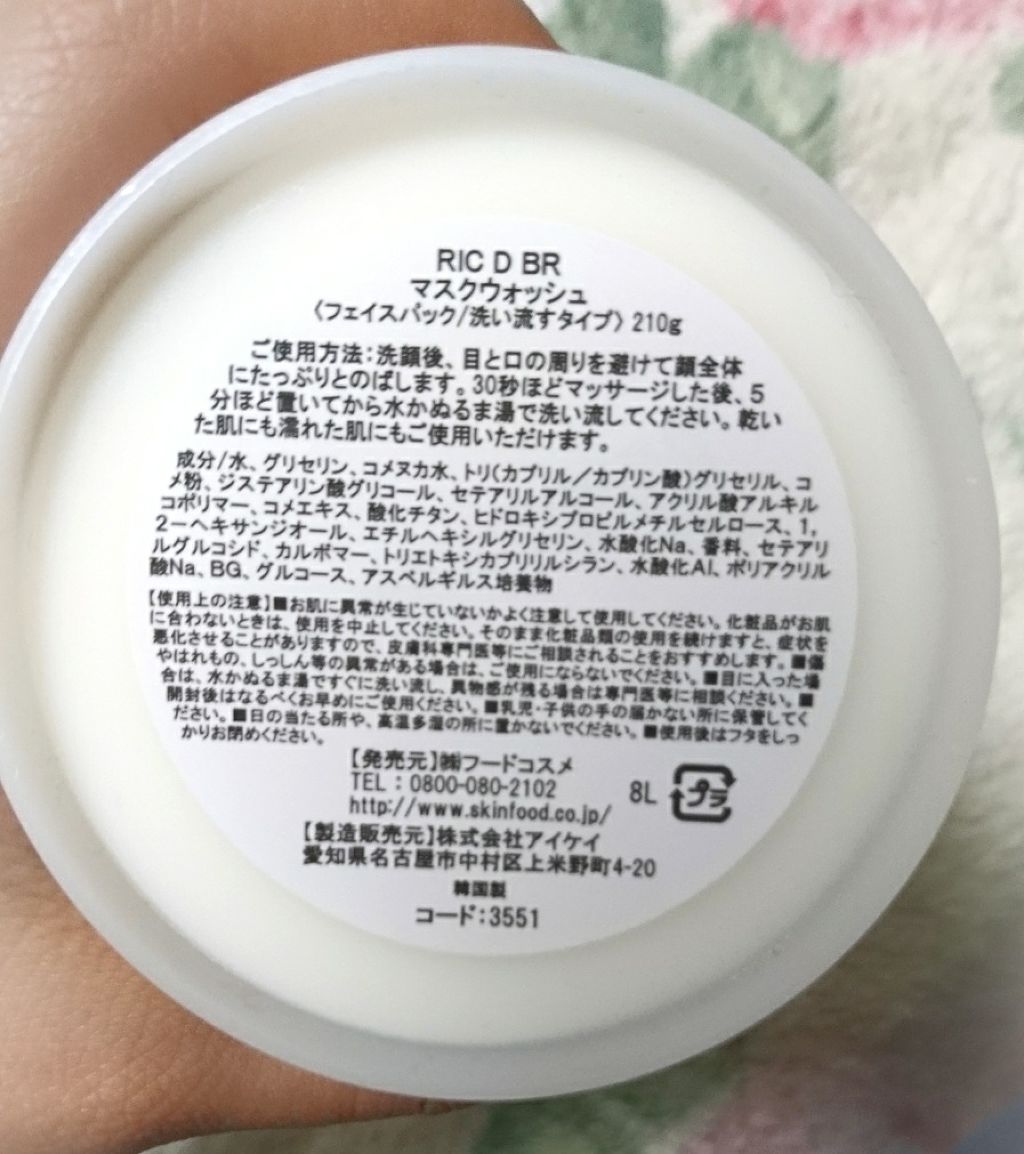 RIC D BR
マスクウォッシュ
〈フェイスパック/洗い流すタイプ〉 210g
ご使用方法：洗顔後、目と口の周りを避けて顔全体
にたっぷりとのばします。30秒ほどマッサージした後、5
分ほど置いてから水かぬるま湯で洗い流してください。乾い
た肌にも濡れた肌にもご使用いただけます。
成分/水、グリセリン、コメヌカ水、トリ(カプリル／カプリン酸)グリセリル、コ
メ粉、ジステアリン酸グリコール、セテアリルアルコール、アクリル酸アルキル
コポリマー、コメエキス、酸化チタン、ヒドロキシプロピルメチルセルロース、1,
2－ヘキサンジオール、エチルヘキシルグリセリン、水酸化Na、香料、セテアリ
ルグルコシド、カルボマー、トリエトキシカプリリルシラン、水酸化Al、ポリアクリル
酸Na、BG、グルコース、アスペルギルス培養物
【使用上の注意】■お肌に異常が生じていないかよく注意して使用してください。化粧品がお肌
に合わないときは、使用を中止してください。そのまま化粧品類の使用を続けますと、症状を
悪化させることがありますので、皮膚科専門医等にご相談されることをおすすめします。■傷
やはれもの、しっしん等の異常がある場合は、ご使用にならないでください。■目に入った場
合は、水かぬるま湯ですぐに洗い流し、異物感が残る場合は専門医等に相談ください。■
開封後はなるべくお早めにご使用ください。■乳児・子供の手の届かない所に保管してく
ださい。■日の当たる所や、高温多湿の所に置かないでください。■使用後はフタをしっ
かりお閉めください。
【発売元】㈱フードコスメ
TEL：0800-080-2102
http://www.skinfood.co.jp/
8L プラ
【製造販売元】株式会社アイケイ
愛知県名古屋市中村区上米野町4-20
韓国製
コード：3551